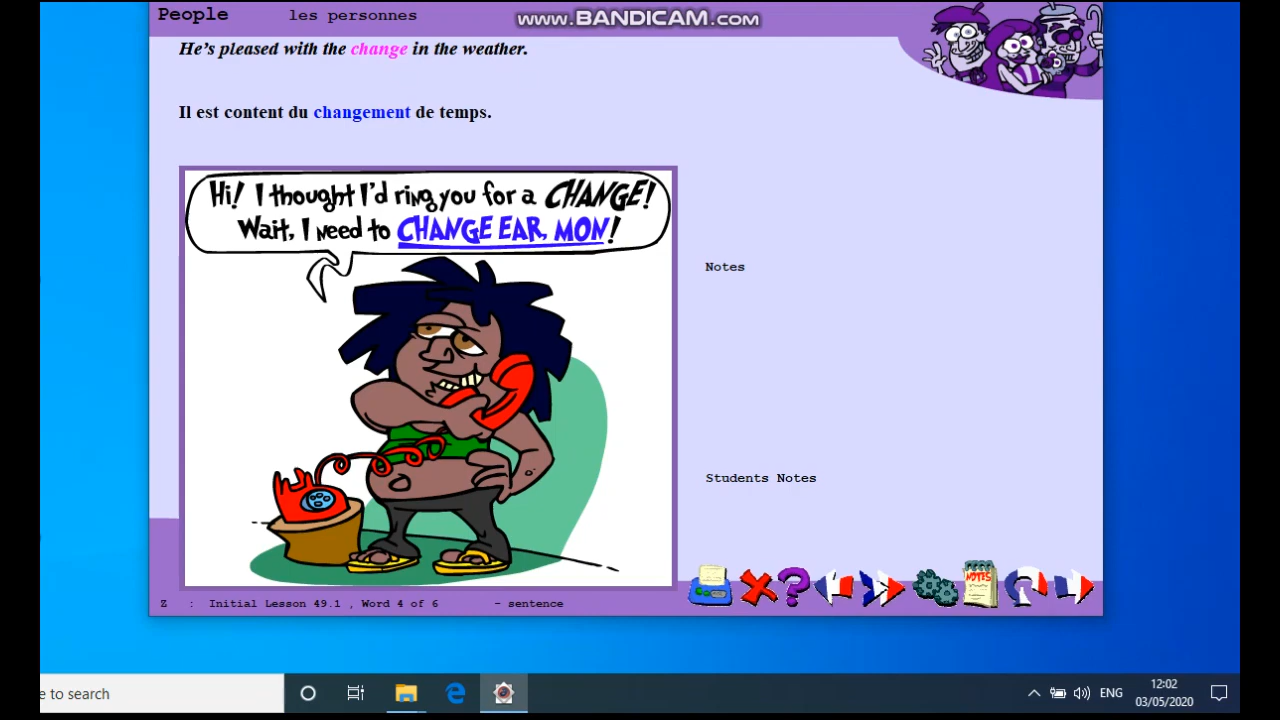 People les personnes
www.BANDICAM.com
He's pleased with the change in the weather.
Il est content du changement de temps.
Hi! I thought I'd ring you for a CHANGE!
Wait, I need to CHANGE EAR, MON!
Notes
Students Notes
NOTES
Z : Initial Lesson 49.1 , Word 4 of 6 - sentence
e to search
ENG
12:02
03/05/2020